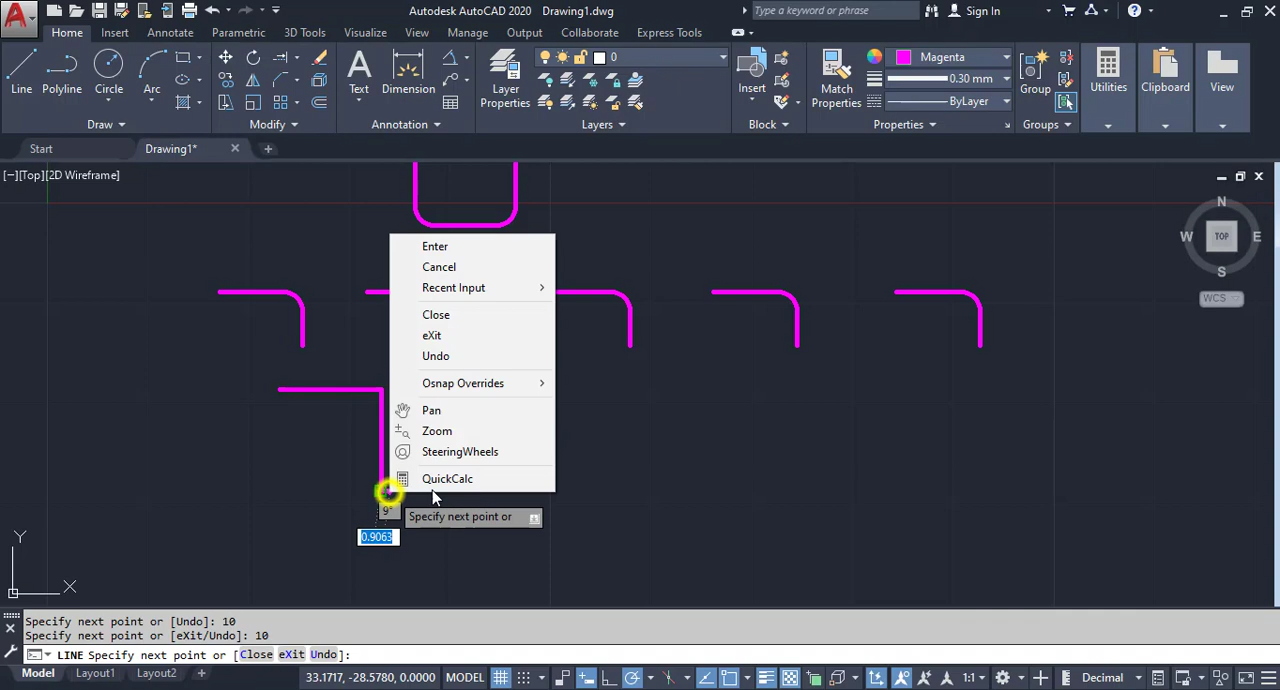 Autodesk AutoCAD 2020 Drawing1.dwg
Type a keyword or phrase
Sign In
Home Insert Annotate Parametric 3D Tools Visualize View Manage Output Collaborate Express Tools
Line Polyline Circle Arc
Text Dimension
Layer Properties
0
Insert
Match Properties
Magenta
0.30 mm
ByLayer
Group
Utilities
Clipboard
View
Draw Modify Annotation Layers Block Properties Groups
Start Drawing1*
[−][Top][2D Wireframe]
N
W TOP E
S
WCS
Enter
Cancel
Recent Input
Close
eXit
Undo
Osnap Overrides
Pan
Zoom
SteeringWheels
QuickCalc
9°
Specify next point or
0.9063
Y
X
Specify next point or [Undo]: 10
Specify next point or [eXit/Undo]: 10
LINE Specify next point or [Close eXit Undo]:
Model Layout1 Layout2 +
33.1717, -28.5780, 0.0000 MODEL
1:1
Decimal